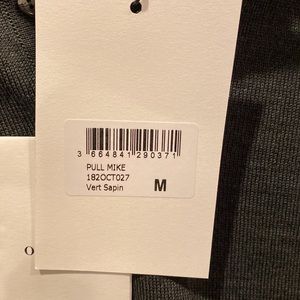 3 664841 290371
PULL MIKE
182OCT027
Vert Sapin M
O